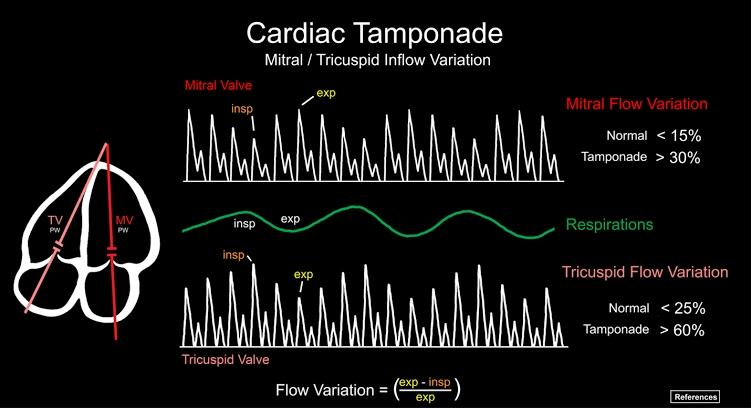 Cardiac Tamponade
Mitral / Tricuspid Inflow Variation
Mitral Valve
insp
exp
Mitral Flow Variation
Normal < 15%
Tamponade > 30%
TV
PW
MV
PW
insp
exp
Respirations
insp
exp
Tricuspid Flow Variation
Normal < 25%
Tamponade > 60%
Tricuspid Valve
Flow Variation = (exp - insp / exp)
References